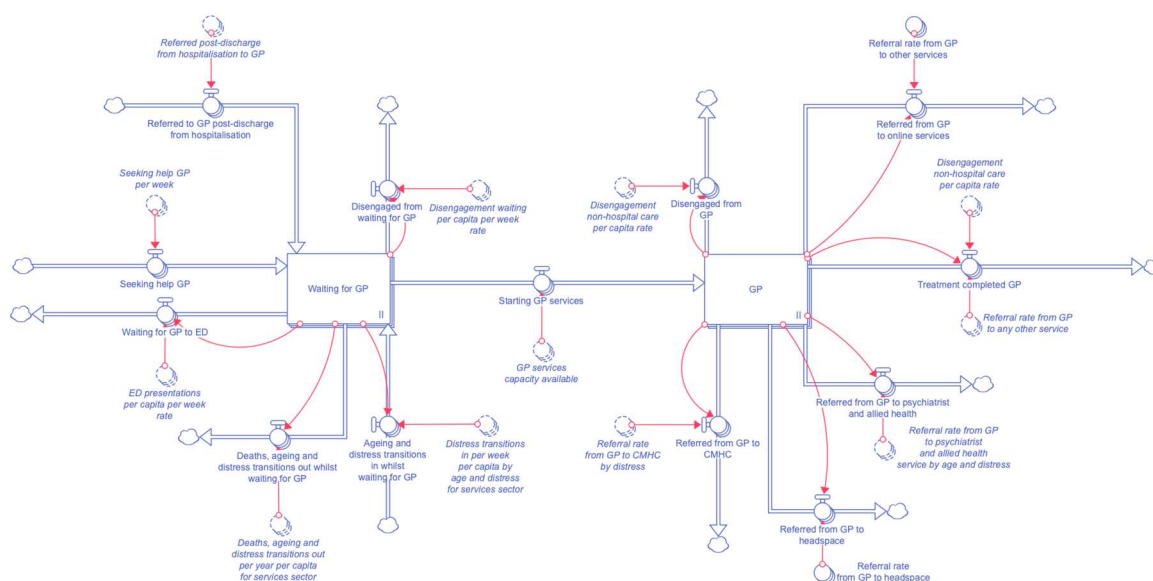 Referred post-discharge
from hospitalisation to GP
Referred to GP post-discharge
from hospitalisation
Referral rate from GP
to other services
Referred from GP
to online services
Seeking help GP
per week
Seeking help GP
Disengaged from
waiting for GP
Disengagement waiting
per capita per week
rate
Disengagement
non-hospital care
per capita rate
Disengaged from
GP
Disengagement
non-hospital care
per capita rate
Waiting for GP
Starting GP services
GP
Treatment completed GP
Waiting for GP to ED
ED presentations
per capita per week
rate
GP services
capacity available
Referral rate from GP
to any other service
Deaths, ageing and
distress transitions out whilst
waiting for GP
Ageing and
distress transitions
in whilst
waiting for GP
Distress transitions
in per week
per capita by
age and distress
for services sector
Referral rate
from GP to CMHC
by distress
Referred from GP to
CMHC
Referred from GP to psychiatrist
and allied health
Referral rate from GP
to psychiatrist
and allied health
service by age and distress
Deaths, ageing and
distress transitions out
per year per capita
for services sector
Referred from GP to
headspace
Referral rate
from GP to headspace